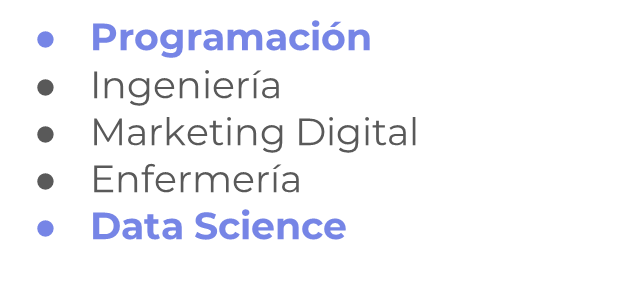 ● Programación
● Ingeniería
● Marketing Digital
● Enfermería
● Data Science